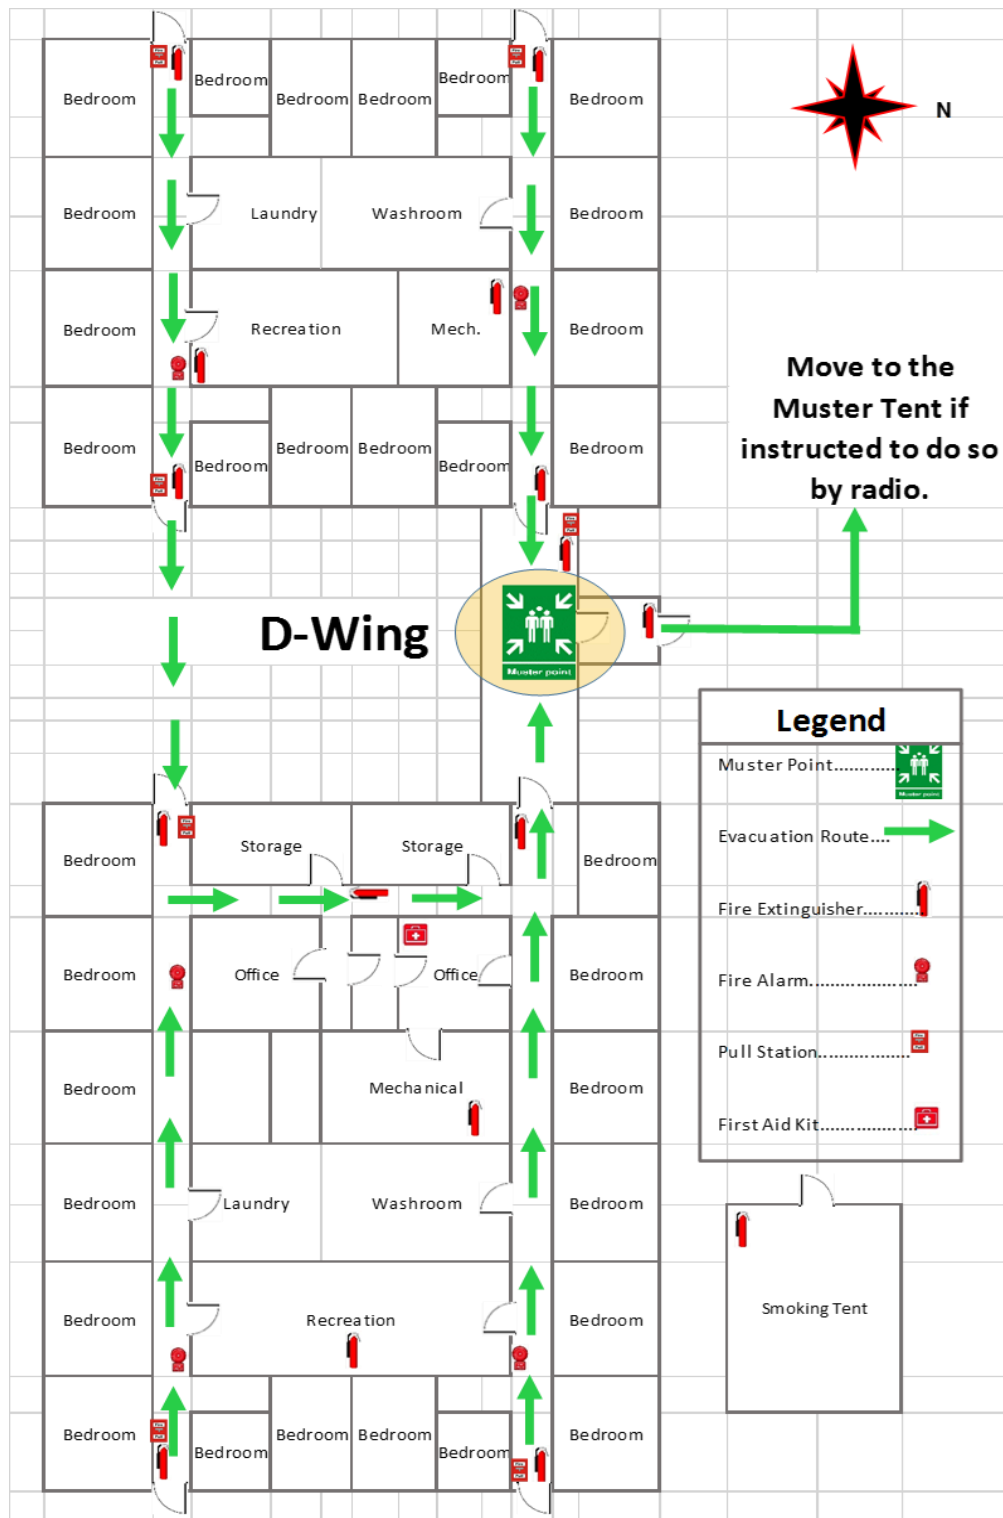 Bedroom
Bedroom
Bedroom
Bedroom
Bedroom
Bedroom
N
Bedroom
Laundry
Washroom
Bedroom
Bedroom
Recreation
Mech.
Bedroom
Move to the
Muster Tent if
instructed to do so
by radio.
Bedroom
Bedroom
Bedroom
Bedroom
Bedroom
Bedroom
D-Wing
Muster point
Legend
Muster Point............
Muster point
Evacuation Route....
Fire Extinguisher..........
Fire Alarm....................
Pull Station.................
First Aid Kit..................
Bedroom
Storage
Storage
Bedroom
Bedroom
Office
Office
Bedroom
Bedroom
Mechanical
Bedroom
Bedroom
Laundry
Washroom
Bedroom
Bedroom
Recreation
Bedroom
Smoking Tent
Bedroom
Bedroom
Bedroom
Bedroom
Bedroom
Bedroom